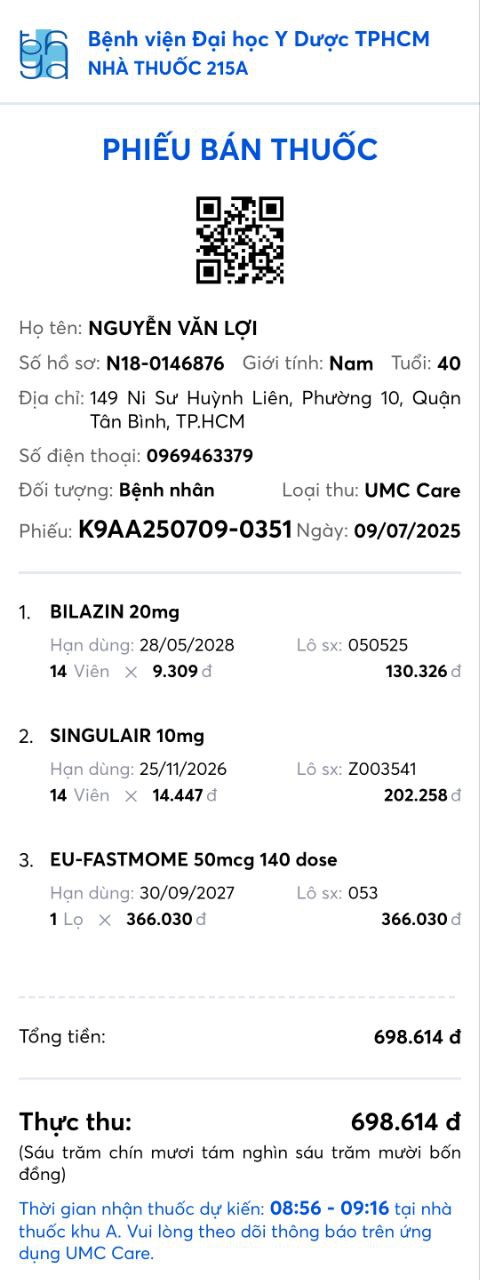 Bệnh viện Đại học Y Dược TPHCM
NHÀ THUỐC 215A
PHIẾU BÁN THUỐC
Họ tên: NGUYỄN VĂN LỢI
Số hồ sơ: N18-0146876 Giới tính: Nam Tuổi: 40
Địa chỉ: 149 Ni Sư Huỳnh Liên, Phường 10, Quận
Tân Bình, TP.HCM
Số điện thoại: 0969463379
Đối tượng: Bệnh nhân Loại thu: UMC Care
Phiếu: K9AA250709-0351 Ngày: 09/07/2025
1. BILAZIN 20mg
Hạn dùng: 28/05/2028 Lô sx: 050525
14 Viên × 9.309 đ 130.326 đ
2. SINGULAIR 10mg
Hạn dùng: 25/11/2026 Lô sx: Z003541
14 Viên × 14.447 đ 202.258 đ
3. EU-FASTMOME 50mcg 140 dose
Hạn dùng: 30/09/2027 Lô sx: 053
1 Lọ × 366.030 đ 366.030 đ
Tổng tiền: 698.614 đ
Thực thu: 698.614 đ
(Sáu trăm chín mươi tám nghìn sáu trăm mười bốn
đồng)
Thời gian nhận thuốc dự kiến: 08:56 - 09:16 tại nhà
thuốc khu A. Vui lòng theo dõi thông báo trên ứng
dụng UMC Care.